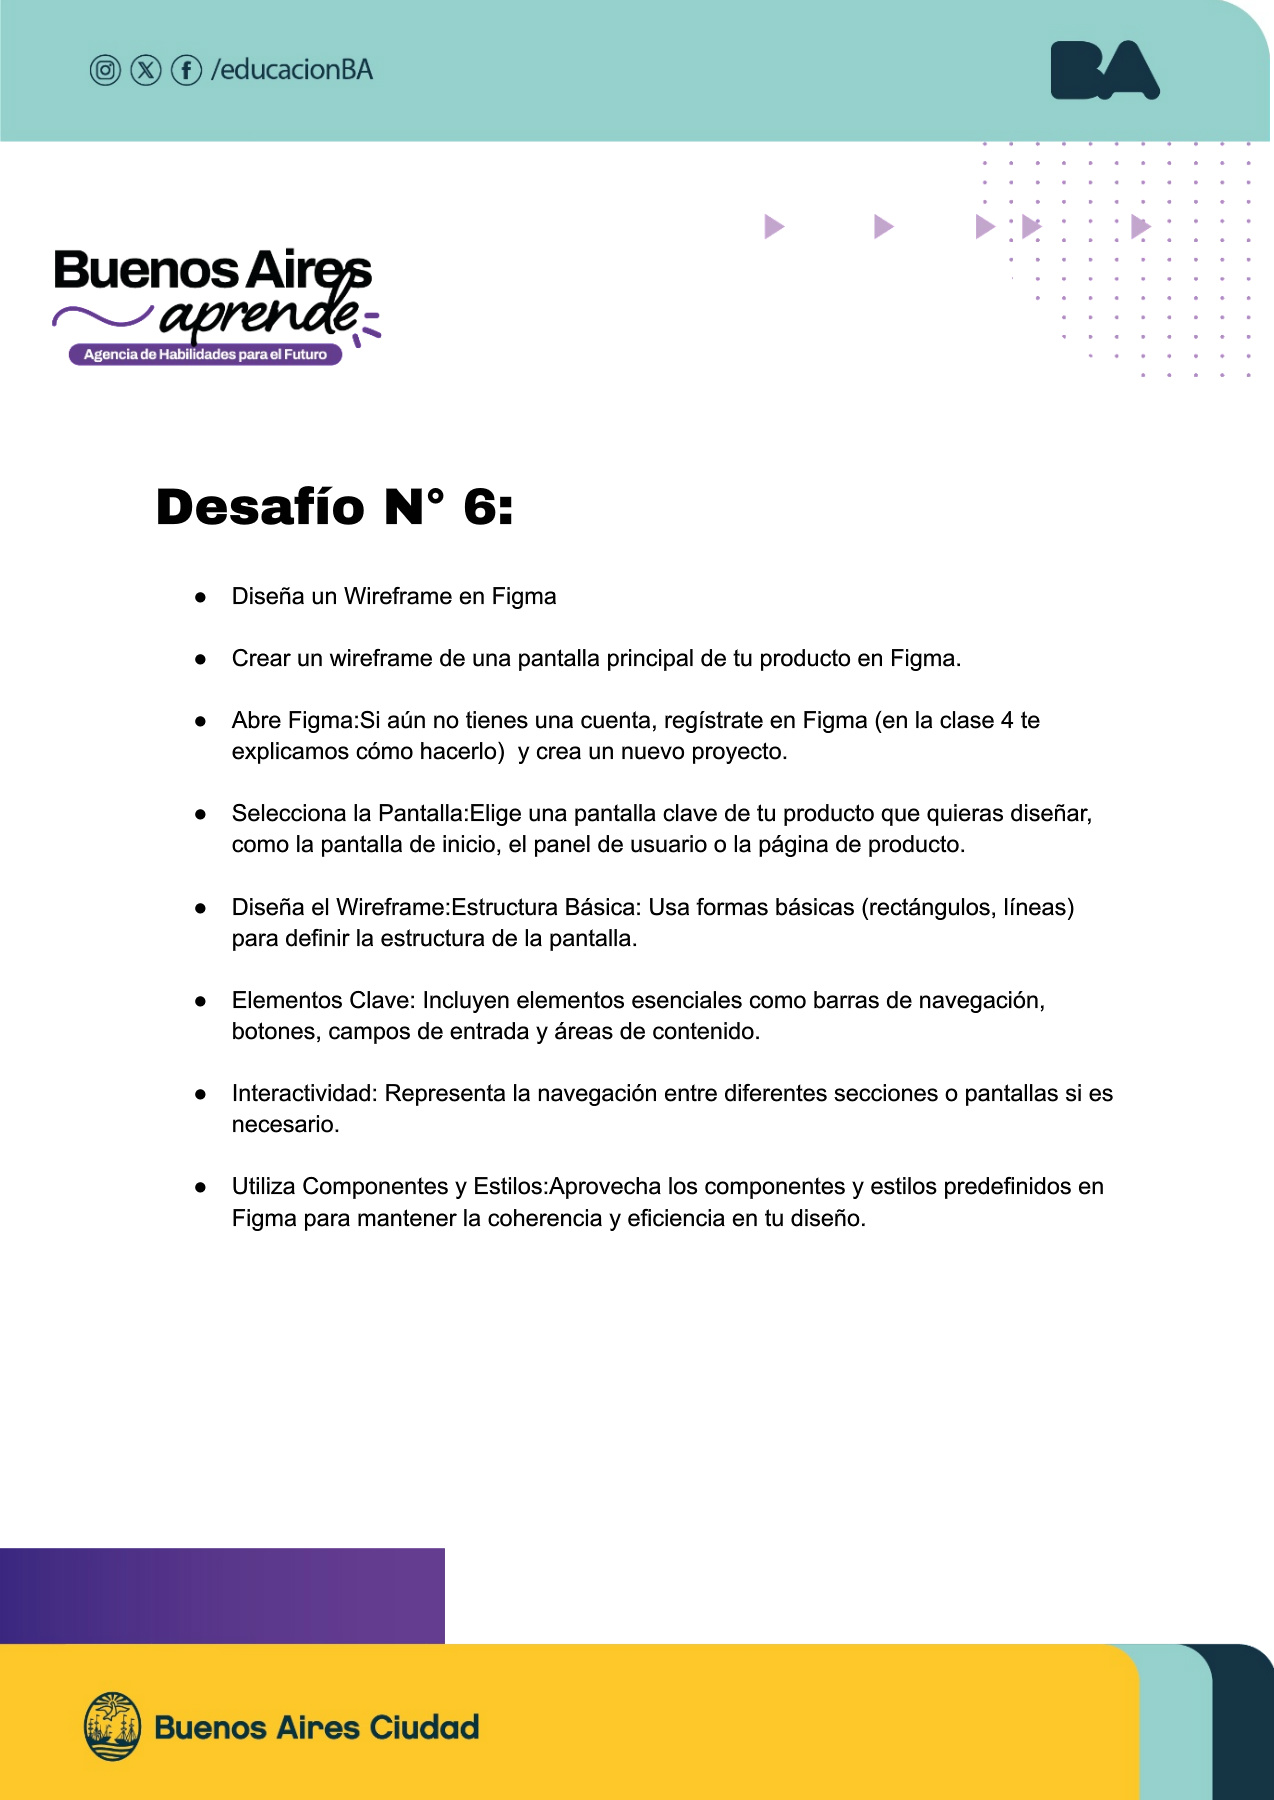 /educacionBA
BA
Buenos Aires
aprende
Agencia de Habilidades para el Futuro
Desafío N° 6:
● Diseña un Wireframe en Figma
● Crear un wireframe de una pantalla principal de tu producto en Figma.
● Abre Figma:Si aún no tienes una cuenta, regístrate en Figma (en la clase 4 te
explicamos cómo hacerlo)  y crea un nuevo proyecto.
● Selecciona la Pantalla:Elige una pantalla clave de tu producto que quieras diseñar,
como la pantalla de inicio, el panel de usuario o la página de producto.
● Diseña el Wireframe:Estructura Básica: Usa formas básicas (rectángulos, líneas)
para definir la estructura de la pantalla.
● Elementos Clave: Incluyen elementos esenciales como barras de navegación,
botones, campos de entrada y áreas de contenido.
● Interactividad: Representa la navegación entre diferentes secciones o pantallas si es
necesario.
● Utiliza Componentes y Estilos:Aprovecha los componentes y estilos predefinidos en
Figma para mantener la coherencia y eficiencia en tu diseño.
Buenos Aires Ciudad